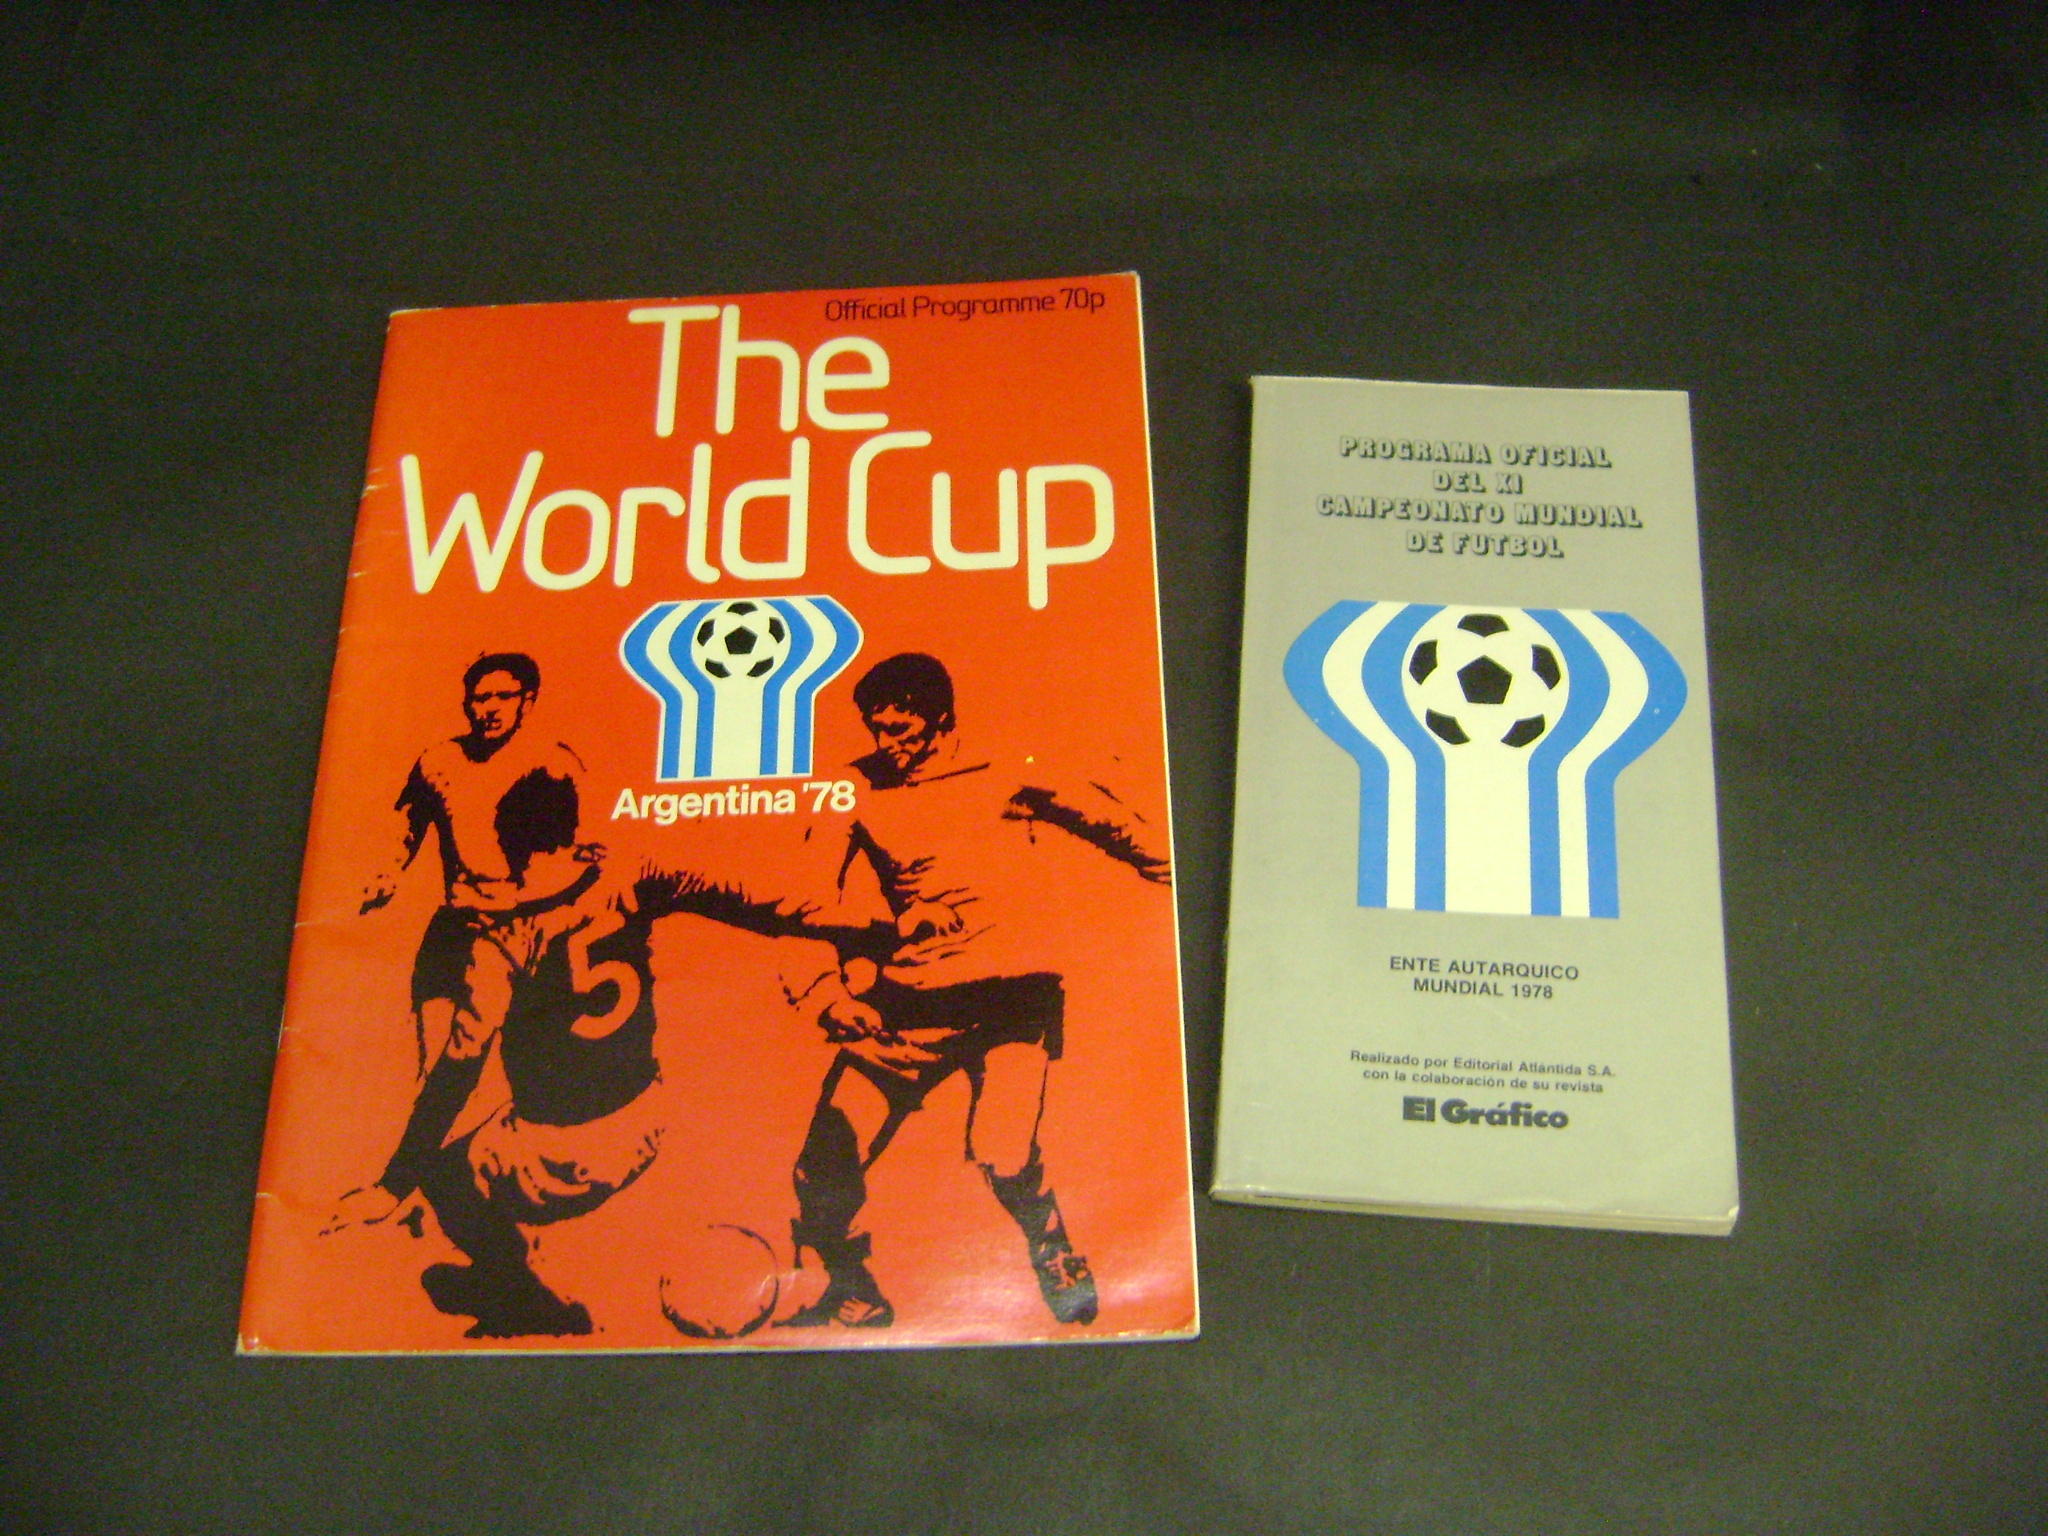 Official Programme 70p
The
World Cup
Argentina '78
5
PROGRAMA OFICIAL
DEL XI
CAMPEONATO MUNDIAL
DE FUTBOL
ENTE AUTARQUICO
MUNDIAL 1978
Realizado por Editorial Atlántida S.A.
con la colaboración de su revista
El Gráfico